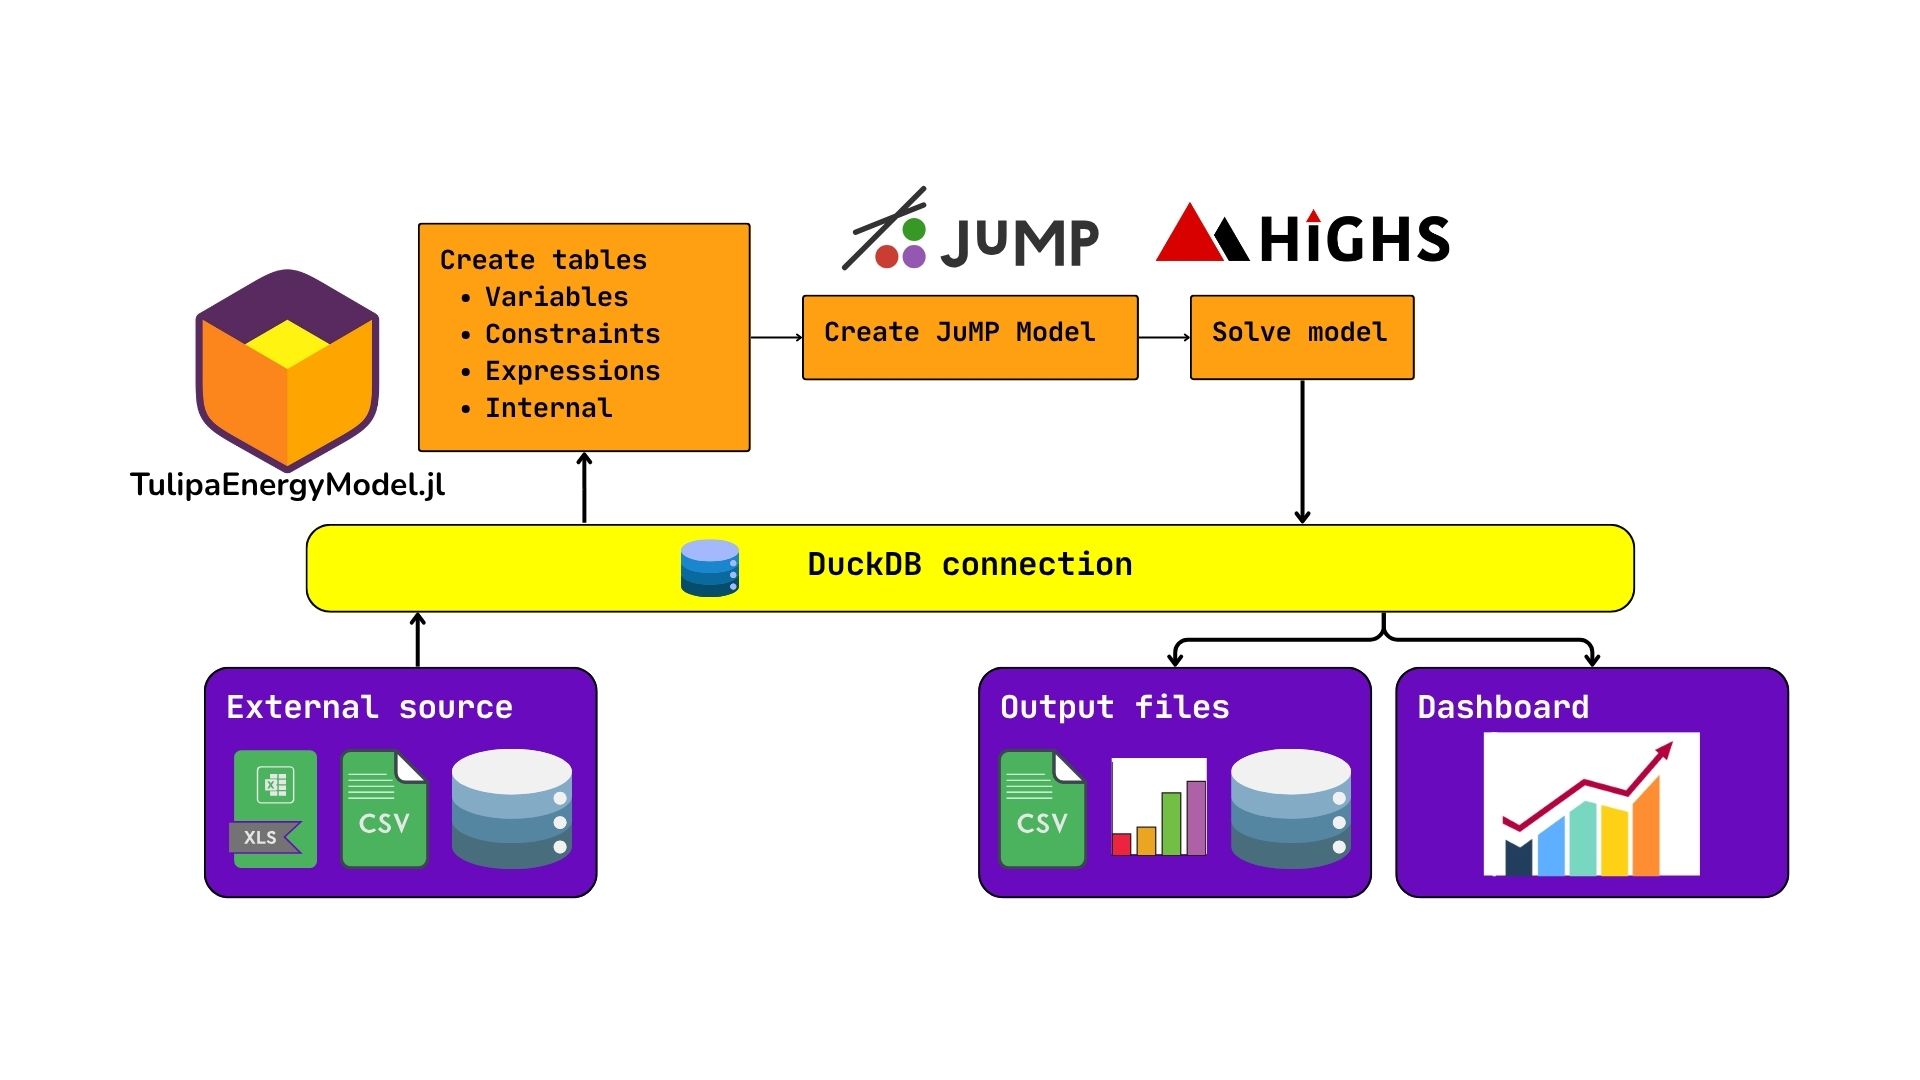 JuMP
HiGHS
Create tables
• Variables
• Constraints
• Expressions
• Internal
Create JuMP Model
Solve model
TulipaEnergyModel.jl
DuckDB connection
External source
XLS
CSV
Output files
CSV
Dashboard